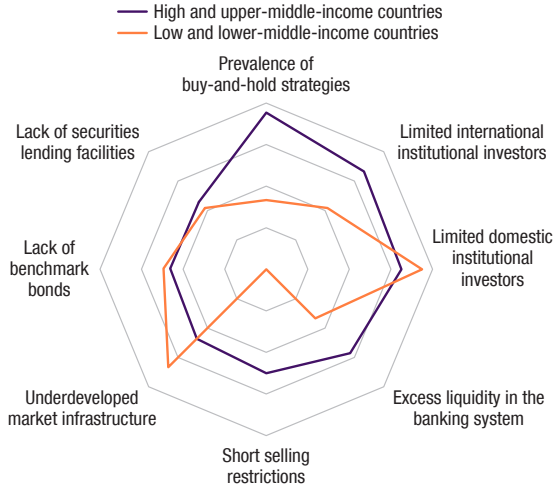 High and upper-middle-income countries
Low and lower-middle-income countries
Prevalence of
buy-and-hold strategies
Lack of securities
lending facilities
Limited international
institutional investors
Lack of
benchmark
bonds
Limited domestic
institutional
investors
Underdeveloped
market infrastructure
Excess liquidity in the
banking system
Short selling
restrictions